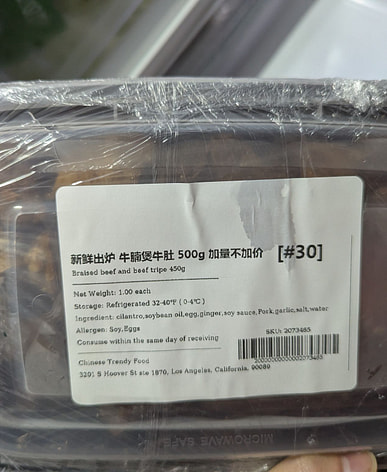 新鲜出炉 牛腩煲牛肚 500g 加量不加价 [#30]
Braised beef and beef tripe 450g
Net Weight: 1.00 each
Storage: Refrigerated 32-40°F ( 0-4℃ )
Ingredient: cilantro,soybean oil,egg,ginger,soy sauce,Pork,garlic,salt,water
Allergen: Soy,Eggs
Consume within the same day of receiving
SKU: 2073465
Chinese Trendy Food
3201 S Hoover St ste 1870, Los Angeles, California, 90089
MICROWAVE SAFE